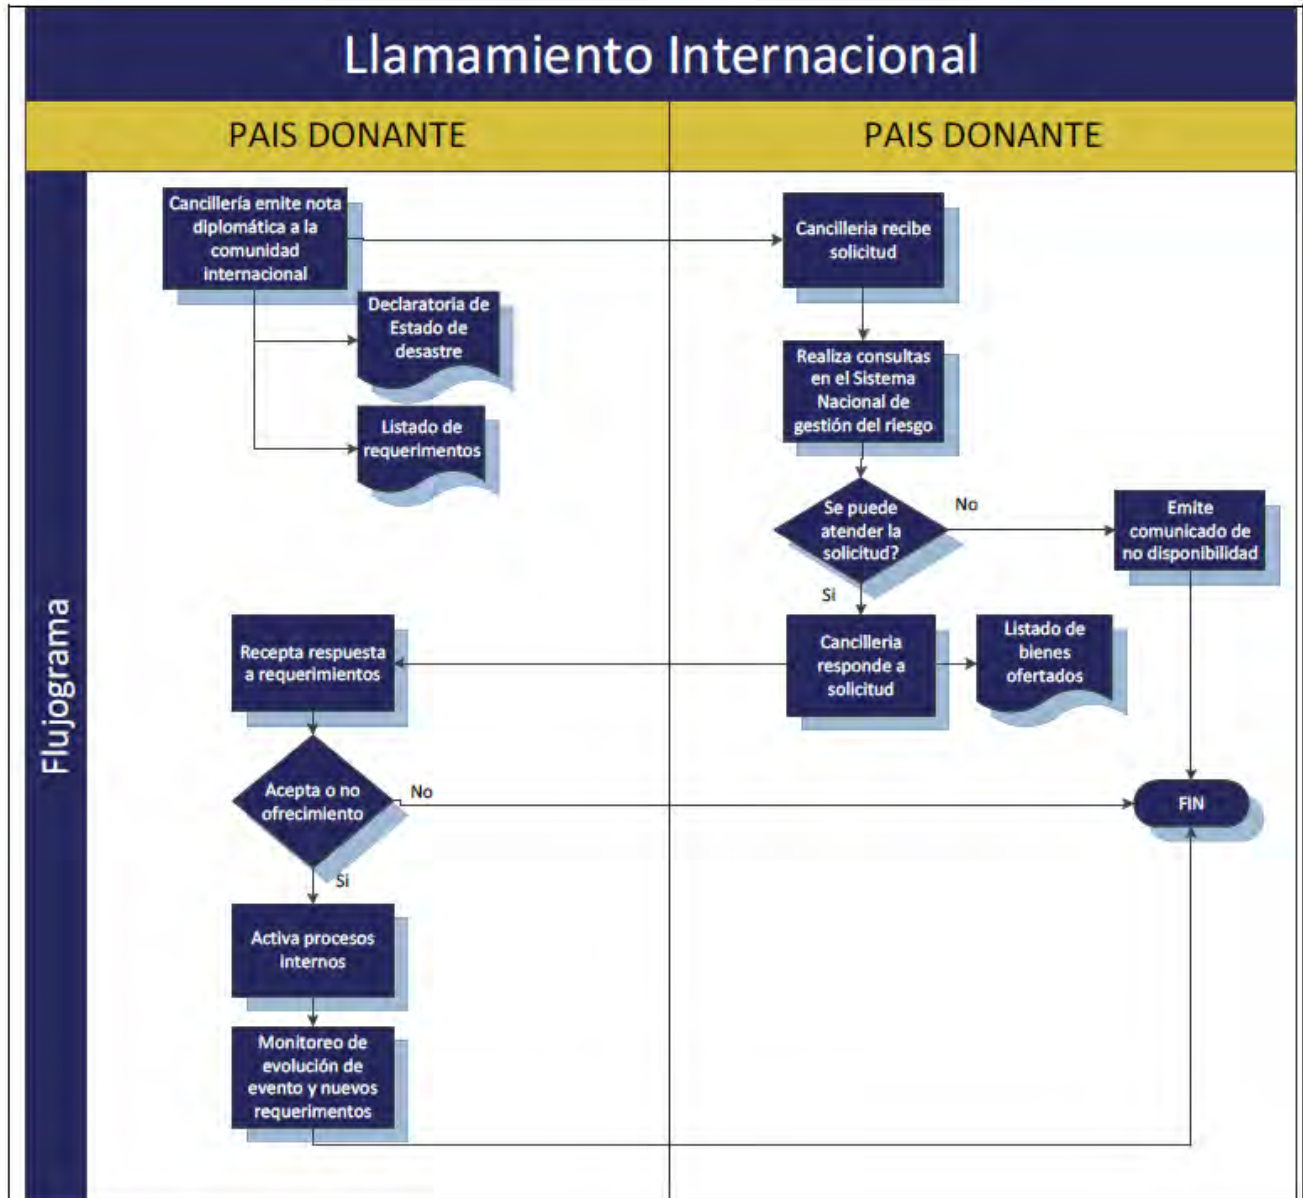 Llamamiento Internacional
PAIS DONANTE
PAIS DONANTE
Flujograma
Cancillería emite nota
diplomática a la
comunidad
internacional
Declaratoria de
Estado de
desastre
Listado de
requerimentos
Cancilleria recibe
solicitud
Realiza consultas
en el Sistema
Nacional de
gestión del riesgo
Se puede
atender la
solicitud?
No
Emite
comunicado de
no disponibilidad
Si
Cancilleria
responde a
solicitud
Listado de
bienes
ofertados
Recepta respuesta
a requerimientos
Acepta o no
ofrecimiento
No
FIN
Si
Activa procesos
internos
Monitoreo de
evolución de
evento y nuevos
requerimentos